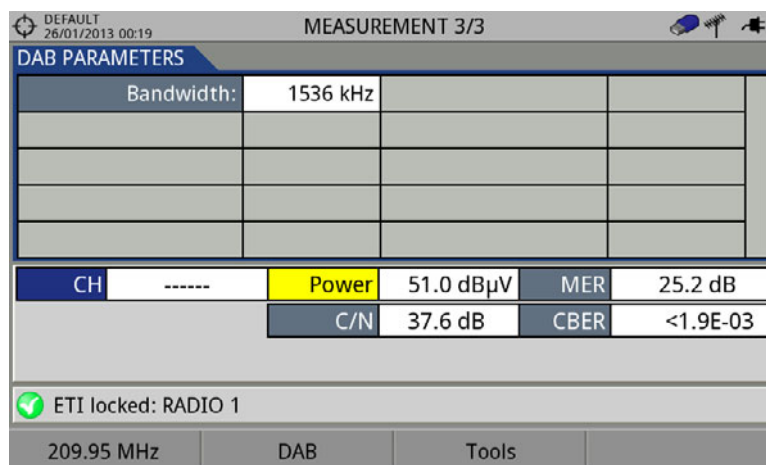 DEFAULT
26/01/2013 00:19
MEASUREMENT 3/3
DAB PARAMETERS
Bandwidth: 1536 kHz
CH ------ Power 51.0 dBµV MER 25.2 dB
C/N 37.6 dB CBER <1.9E-03
ETI locked: RADIO 1
209.95 MHz DAB Tools